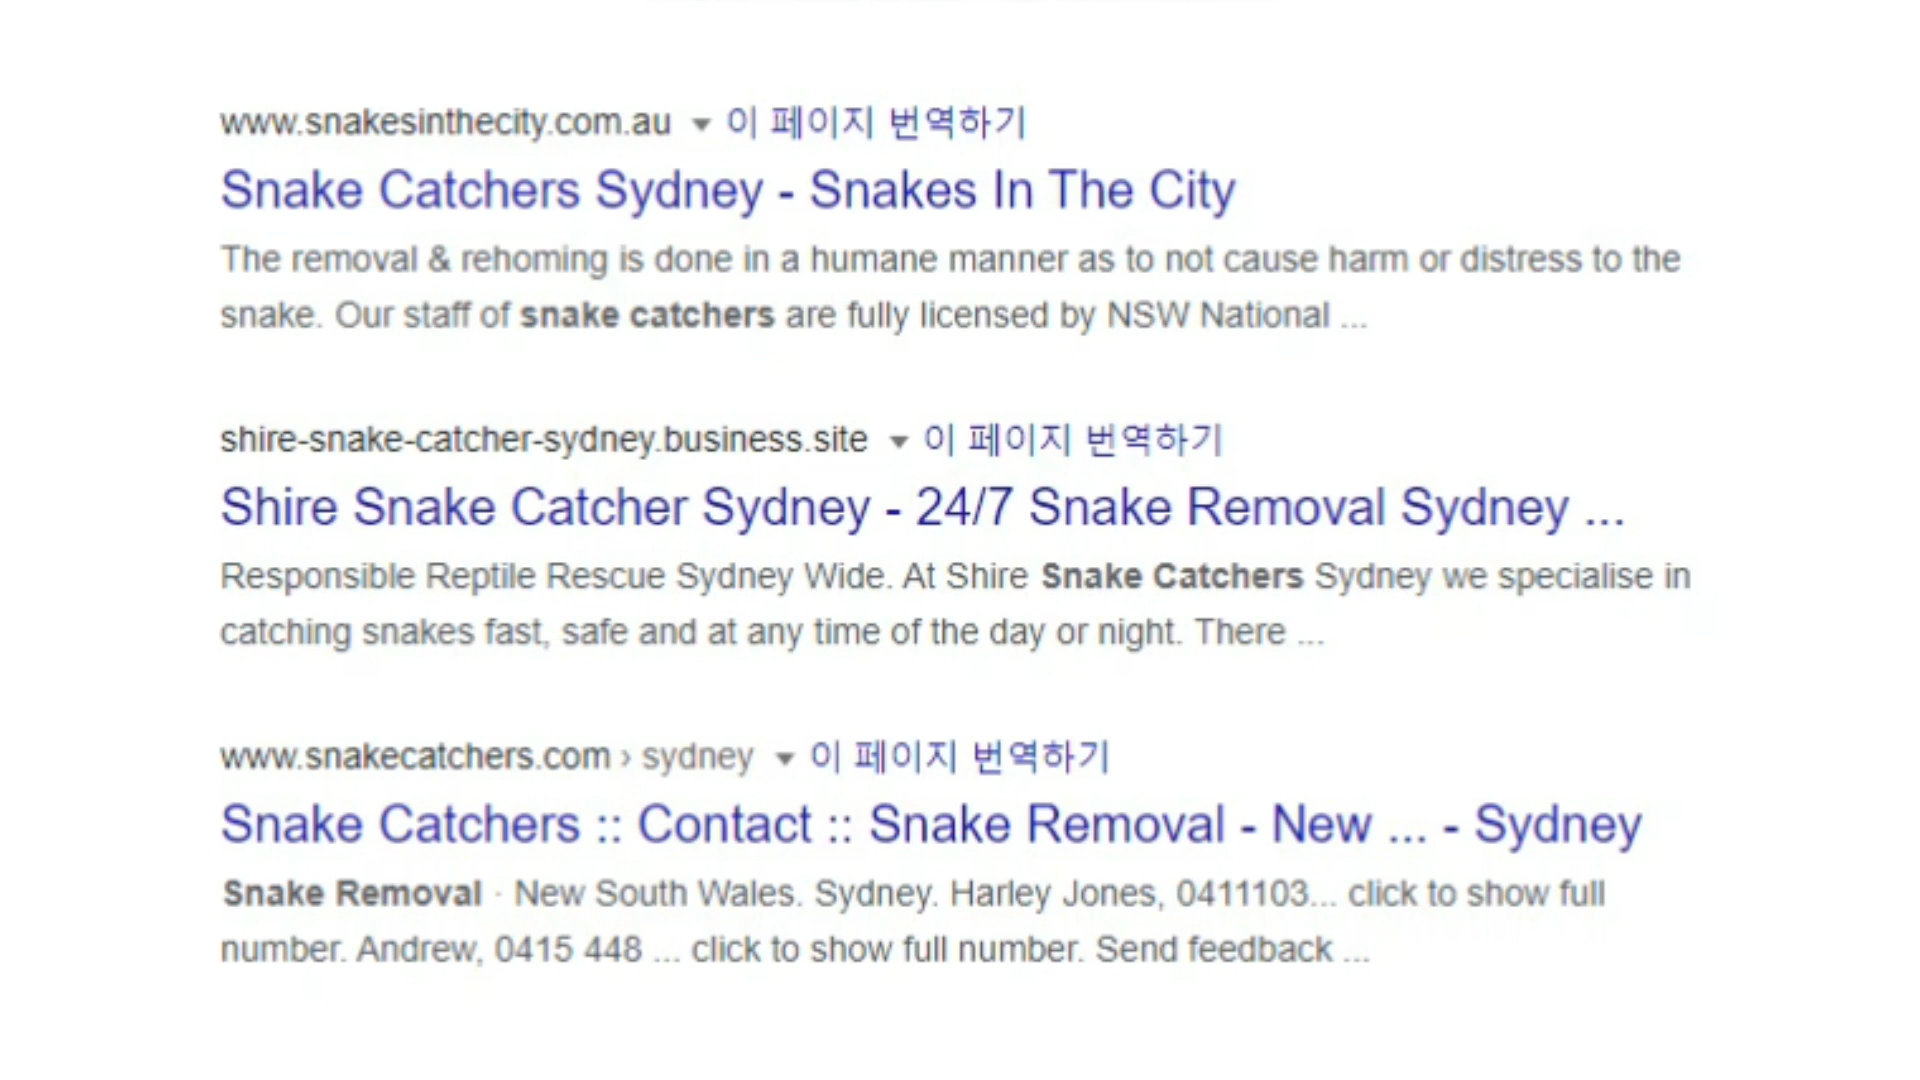 www.snakesinthecity.com.au ▾ 이 페이지 번역하기
Snake Catchers Sydney - Snakes In The City
The removal & rehoming is done in a humane manner as to not cause harm or distress to the
snake. Our staff of snake catchers are fully licensed by NSW National ...
shire-snake-catcher-sydney.business.site ▾ 이 페이지 번역하기
Shire Snake Catcher Sydney - 24/7 Snake Removal Sydney ...
Responsible Reptile Rescue Sydney Wide. At Shire Snake Catchers Sydney we specialise in
catching snakes fast, safe and at any time of the day or night. There ...
www.snakecatchers.com › sydney ▾ 이 페이지 번역하기
Snake Catchers :: Contact :: Snake Removal - New ... - Sydney
Snake Removal · New South Wales. Sydney. Harley Jones, 0411103... click to show full
number. Andrew, 0415 448 ... click to show full number. Send feedback ...